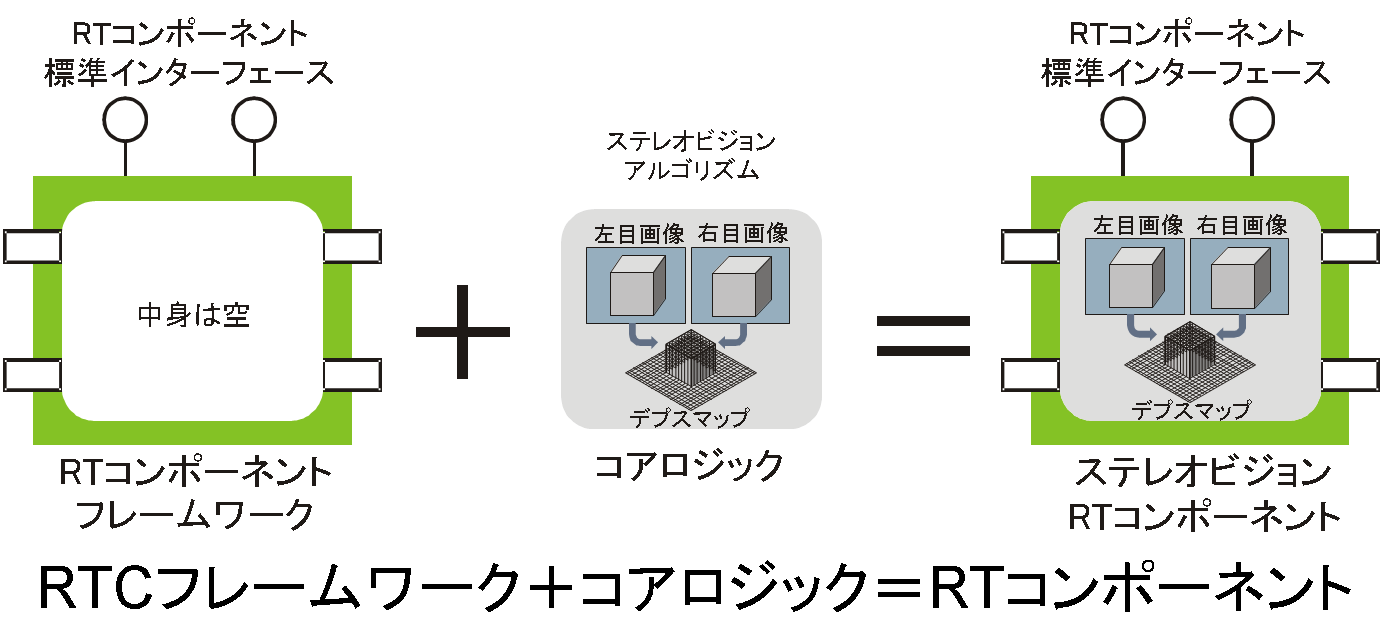 RTコンポーネント
標準インターフェース
中身は空
RTコンポーネント
フレームワーク
ステレオビジョン
アルゴリズム
左目画像 右目画像
デプスマップ
コアロジック
RTコンポーネント
標準インターフェース
左目画像 右目画像
デプスマップ
ステレオビジョン
RTコンポーネント
RTCフレームワーク+コアロジック=RTコンポーネント